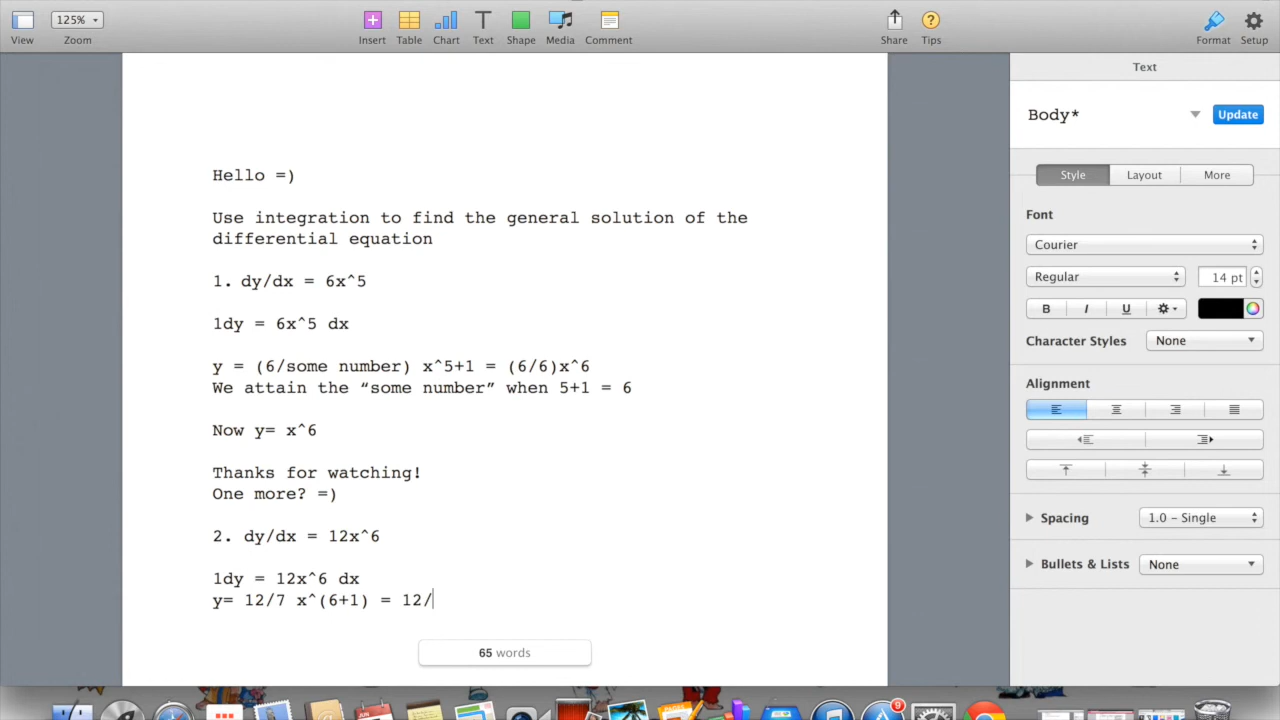 125%
View
Zoom
Insert
Table
Chart
Text
Shape
Media
Comment
Share
Tips
Format
Setup
Hello =)
Use integration to find the general solution of the
differential equation
1. dy/dx = 6x^5
1dy = 6x^5 dx
y = (6/some number) x^5+1 = (6/6)x^6
We attain the “some number” when 5+1 = 6
Now y= x^6
Thanks for watching!
One more? =)
2. dy/dx = 12x^6
1dy = 12x^6 dx
y= 12/7 x^(6+1) = 12/
65 words
Text
Body*
Update
Style
Layout
More
Font
Courier
Regular
14 pt
B
I
U
Character Styles
None
Alignment
Spacing
1.0 – Single
Bullets & Lists
None
9